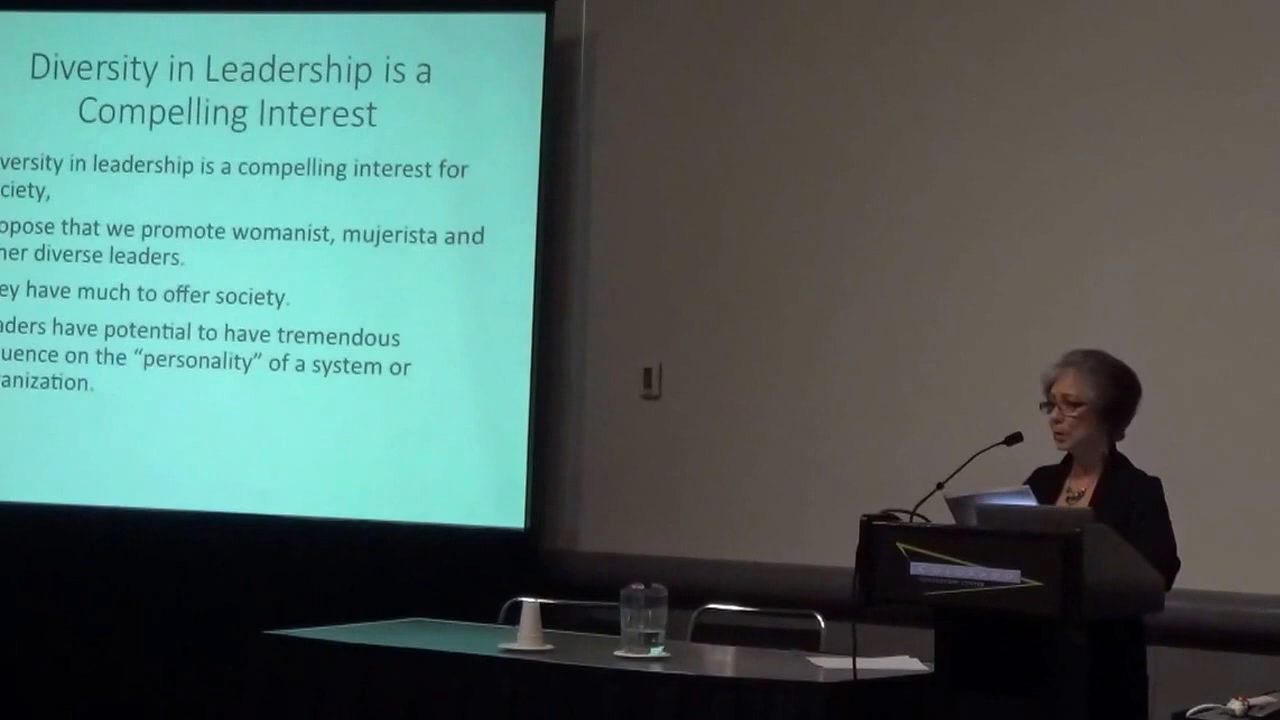 Diversity in Leadership is a
Compelling Interest
versity in leadership is a compelling interest for
ciety,
opose that we promote womanist, mujerista and
her diverse leaders.
ey have much to offer society.
aders have potential to have tremendous
uence on the “personality” of a system or
anization.